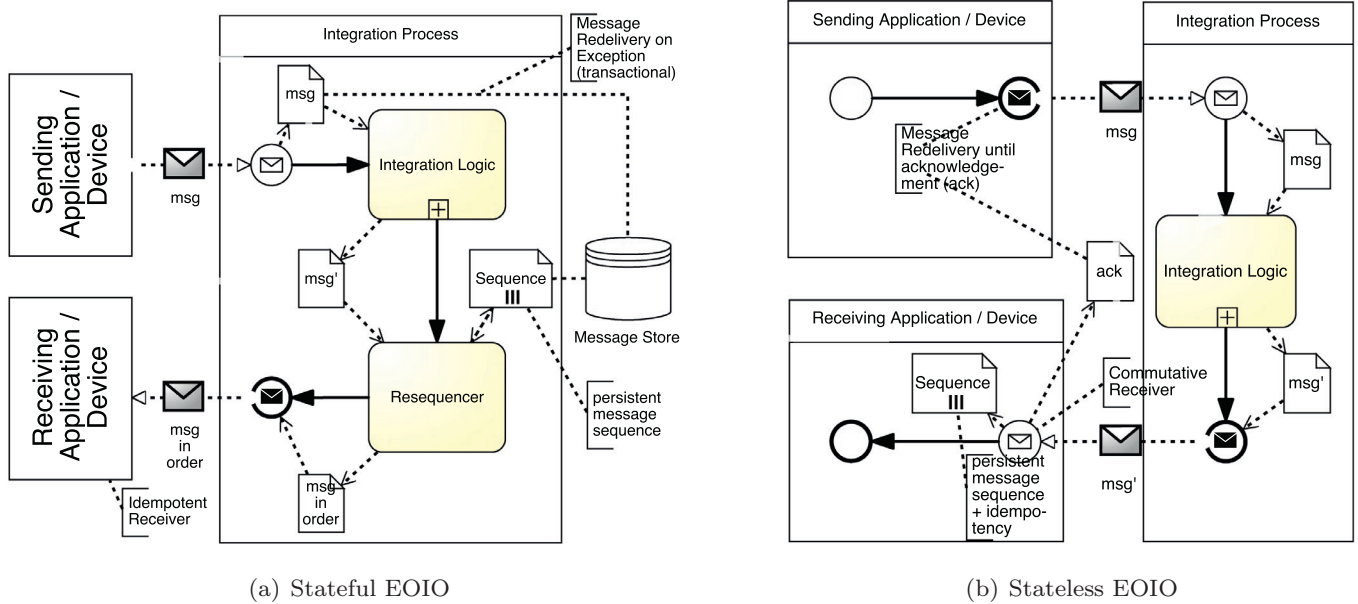 Integration Process
Message
Redelivery on
Exception
(transactional)
Sending
Application /
Device
msg
msg
Integration Logic
msg'
Sequence
Message Store
Receiving
Application /
Device
msg
in
order
Resequencer
persistent
message
sequence
msg
in
order
Idempotent
Receiver
(a) Stateful EOIO
Sending Application / Device
Integration Process
msg
Message
Redelivery until
acknowledge-
ment (ack)
msg
ack
Integration Logic
Receiving Application / Device
Sequence
Commutative
Receiver
msg'
msg'
persistent
message
sequence
+ idempo-
tency
(b) Stateless EOIO